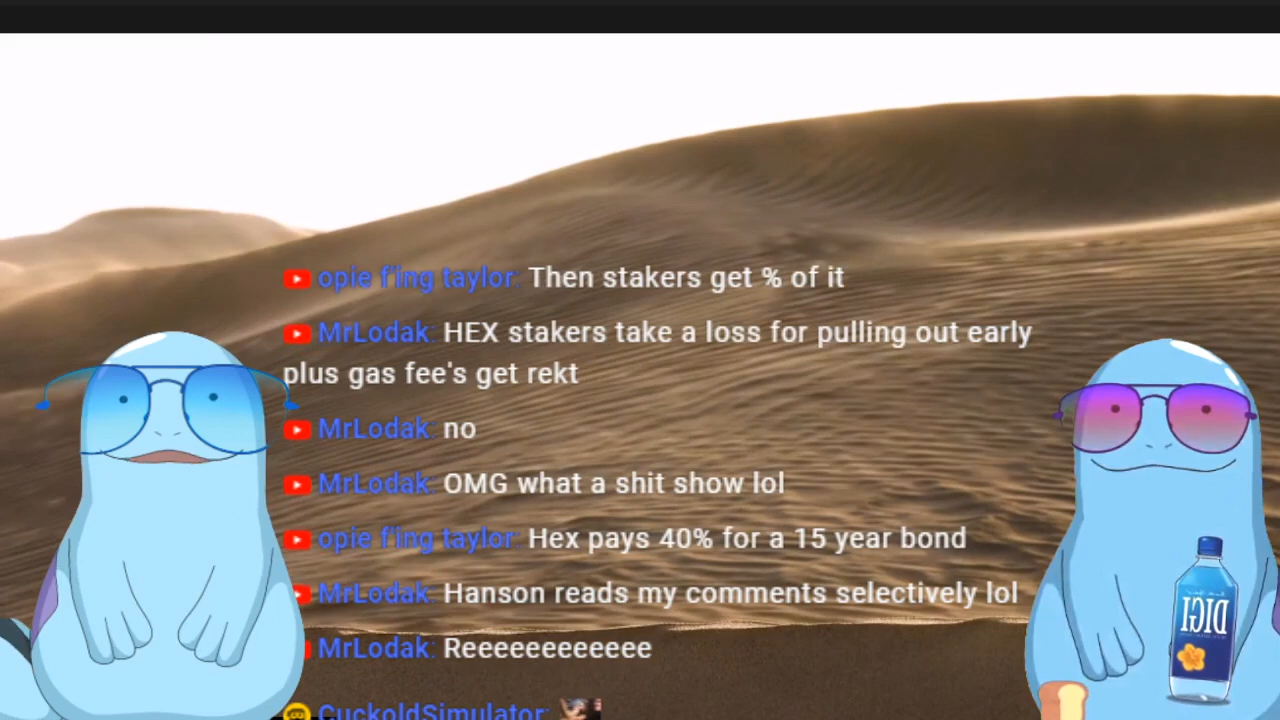 opie f'ing taylor: Then stakers get % of it
MrLodak: HEX stakers take a loss for pulling out early
plus gas fee's get rekt
MrLodak: no
MrLodak: OMG what a shit show lol
opie f'ing taylor: Hex pays 40% for a 15 year bond
MrLodak: Hanson reads my comments selectively lol
MrLodak: Reeeeeeeeeeee
CuckoldSimulator:
DIGI